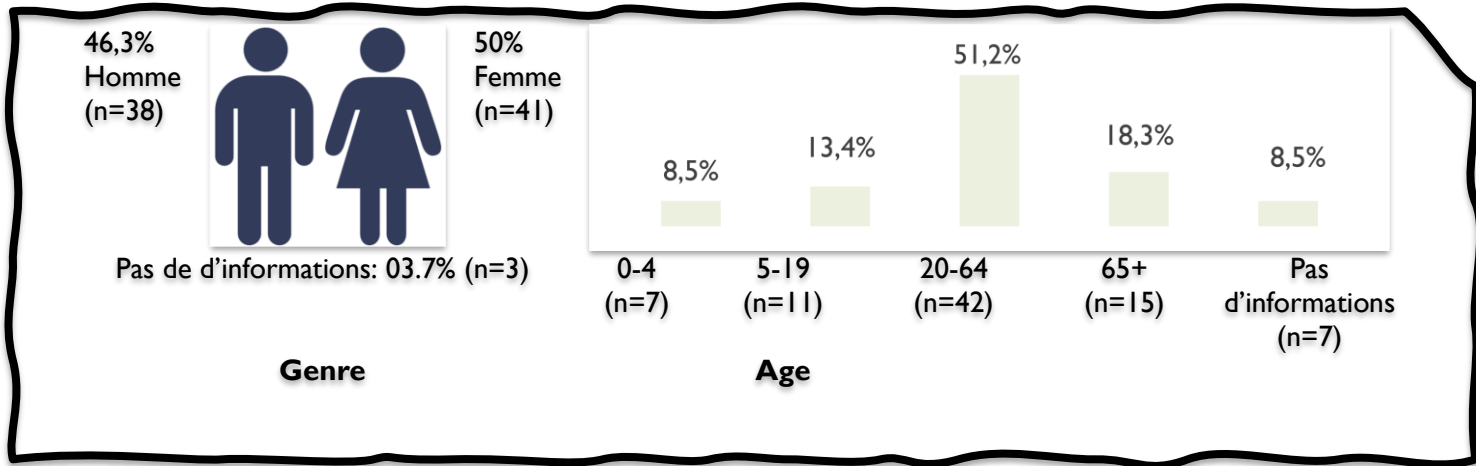 46,3%
Homme
(n=38)
50%
Femme
(n=41)
Pas de d’informations: 03.7% (n=3)
Genre
8,5%
13,4%
51,2%
18,3%
8,5%
0-4
(n=7)
5-19
(n=11)
20-64
(n=42)
65+
(n=15)
Pas
d’informations
(n=7)
Age